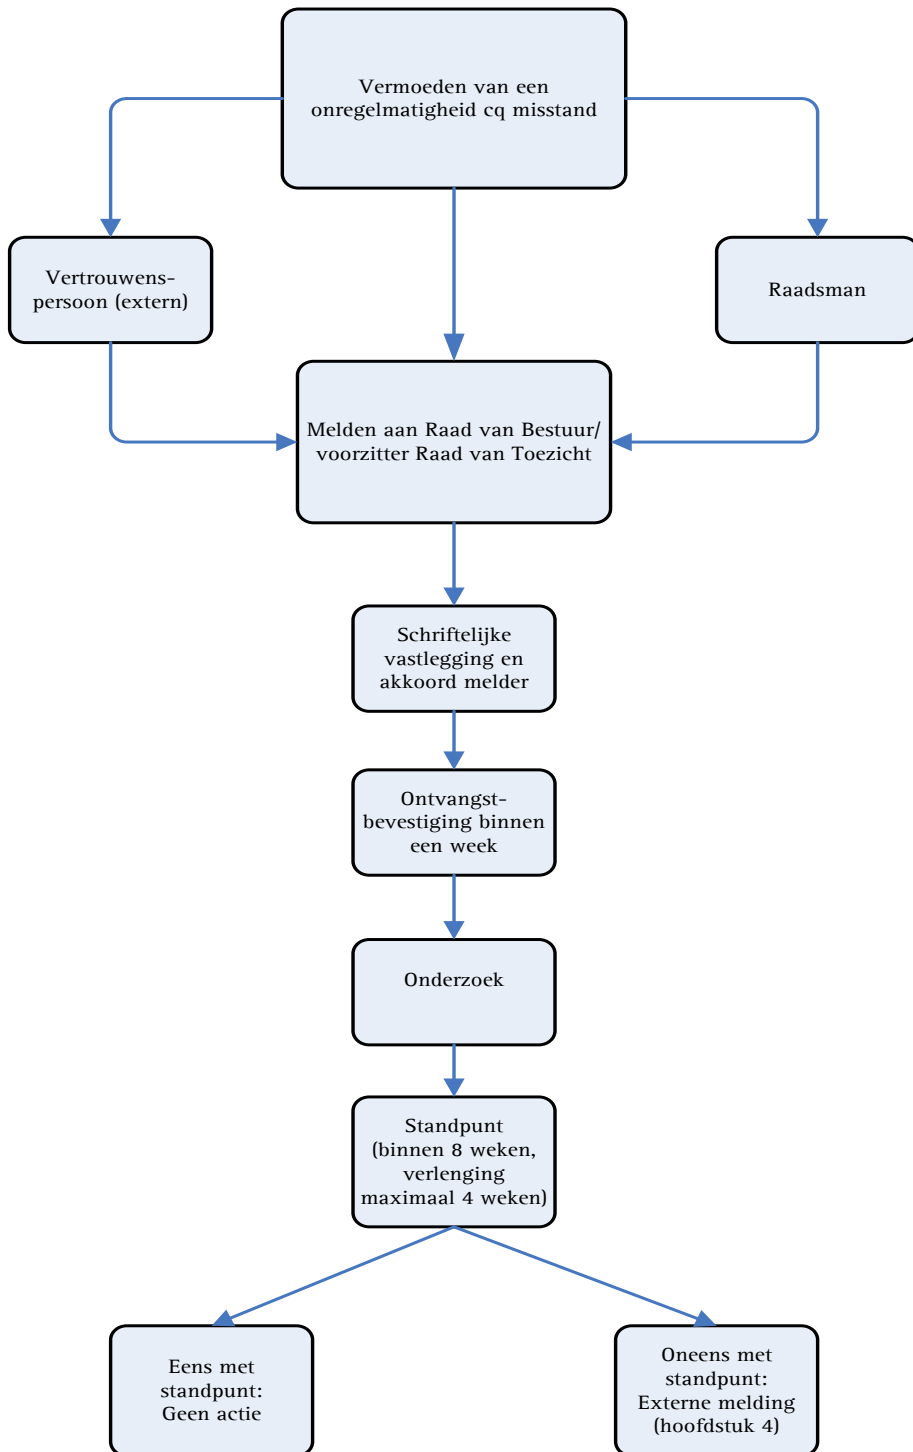 Vermoeden van een
onregelmatigheid cq misstand
Vertrouwens-
persoon (extern)
Raadsman
Melden aan Raad van Bestuur/
voorzitter Raad van Toezicht
Schriftelijke
vastlegging en
akkoord melder
Ontvangst-
bevestiging binnen
een week
Onderzoek
Standpunt
(binnen 8 weken,
verlenging
maximaal 4 weken)
Eens met
standpunt:
Geen actie
Oneens met
standpunt:
Externe melding
(hoofdstuk 4)